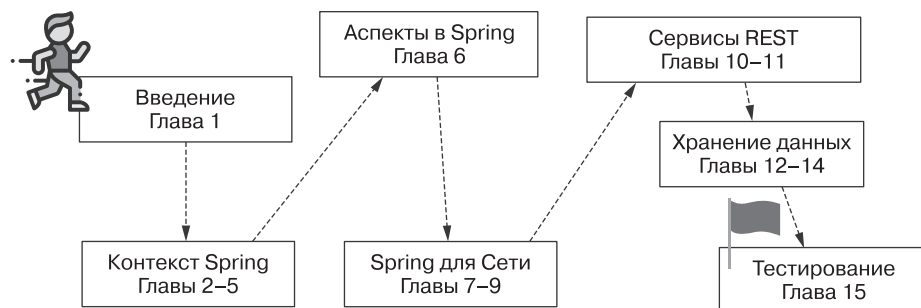 Введение
Глава 1
Контекст Spring
Главы 2–5
Аспекты в Spring
Глава 6
Spring для Сети
Главы 7–9
Сервисы REST
Главы 10–11
Хранение данных
Главы 12–14
Тестирование
Глава 15